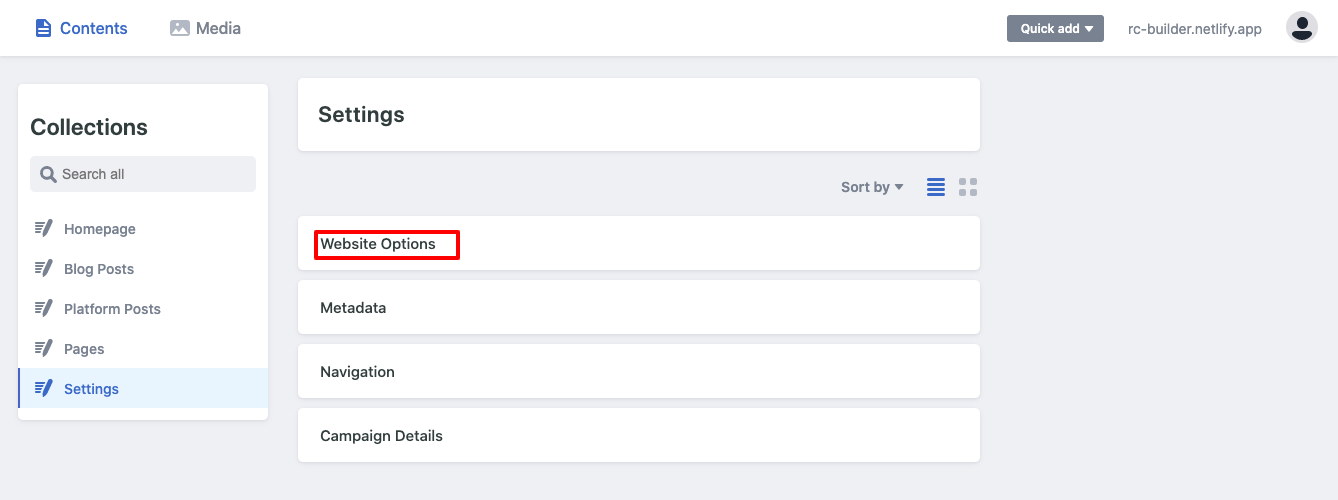 Contents
Media
Quick add
rc-builder.netlify.app
Collections
Search all
Homepage
Blog Posts
Platform Posts
Pages
Settings
Settings
Sort by
Website Options
Metadata
Navigation
Campaign Details